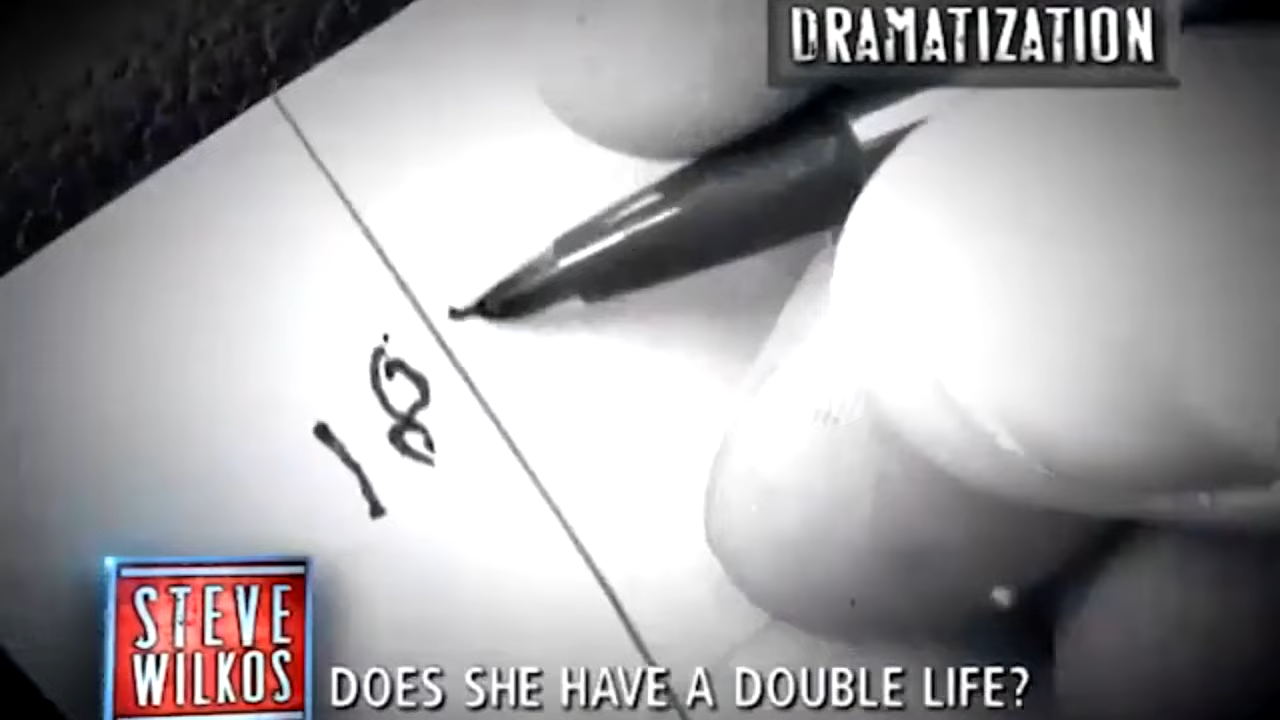 DRAMATIZATION
18
STEVE
WILKOS
DOES SHE HAVE A DOUBLE LIFE?